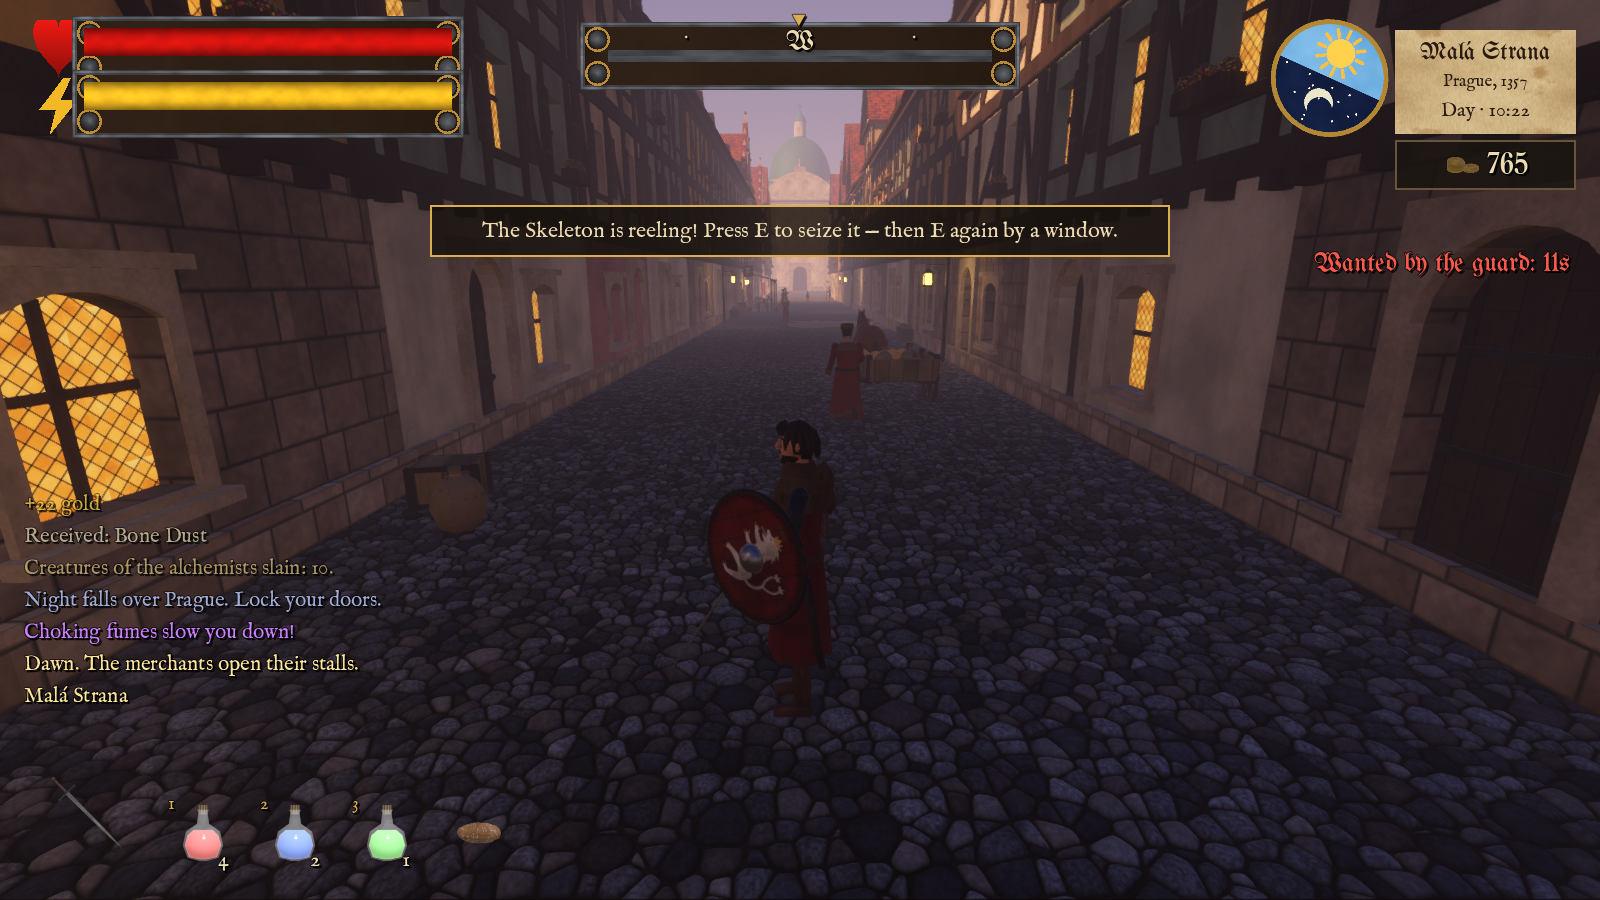 W
Malá Strana
Prague, 1357
Day · 10:22
765
The Skeleton is reeling! Press E to seize it – then E again by a window.
Wanted by the guard: 11s
+22 gold
Received: Bone Dust
Creatures of the alchemists slain: 10.
Night falls over Prague. Lock your doors.
Choking fumes slow you down!
Dawn. The merchants open their stalls.
Malá Strana
1 2 3
4 2 1